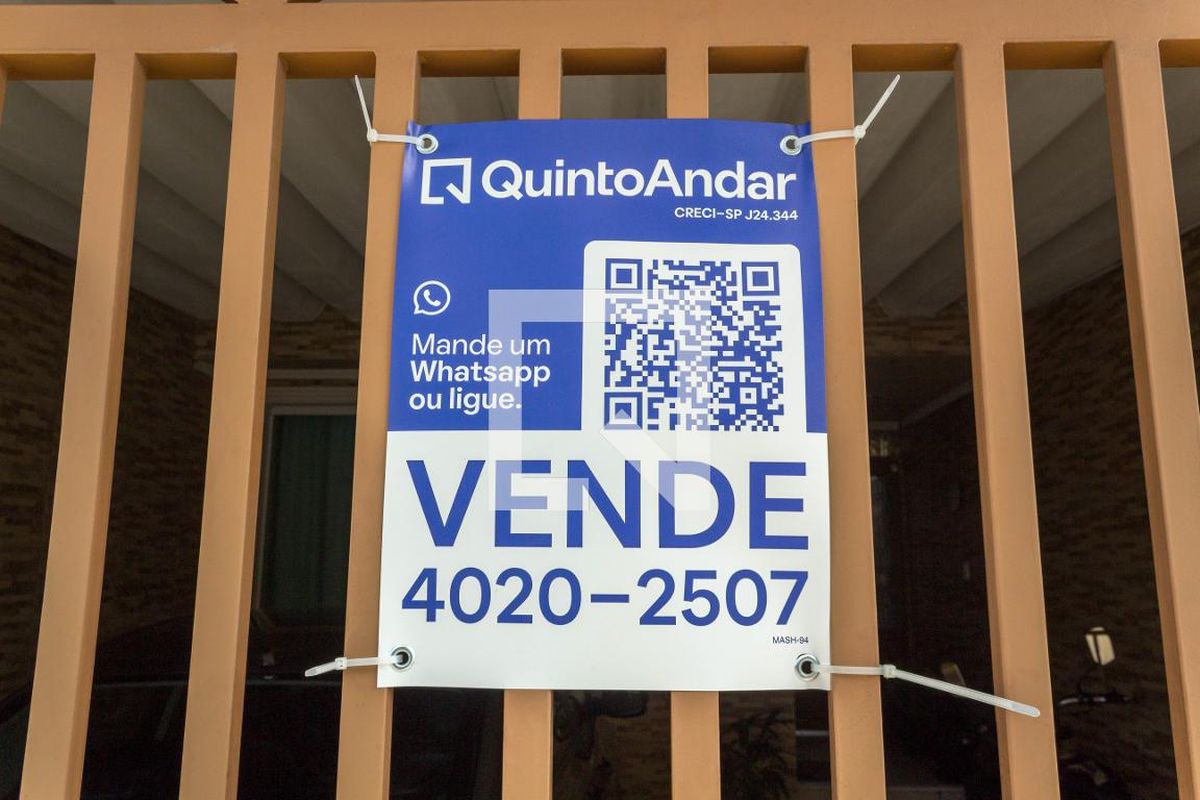 QuintoAndar
CRECI-SP J24.344
Mande um
Whatsapp
ou ligue.
VENDE
4020-2507
MASH-94